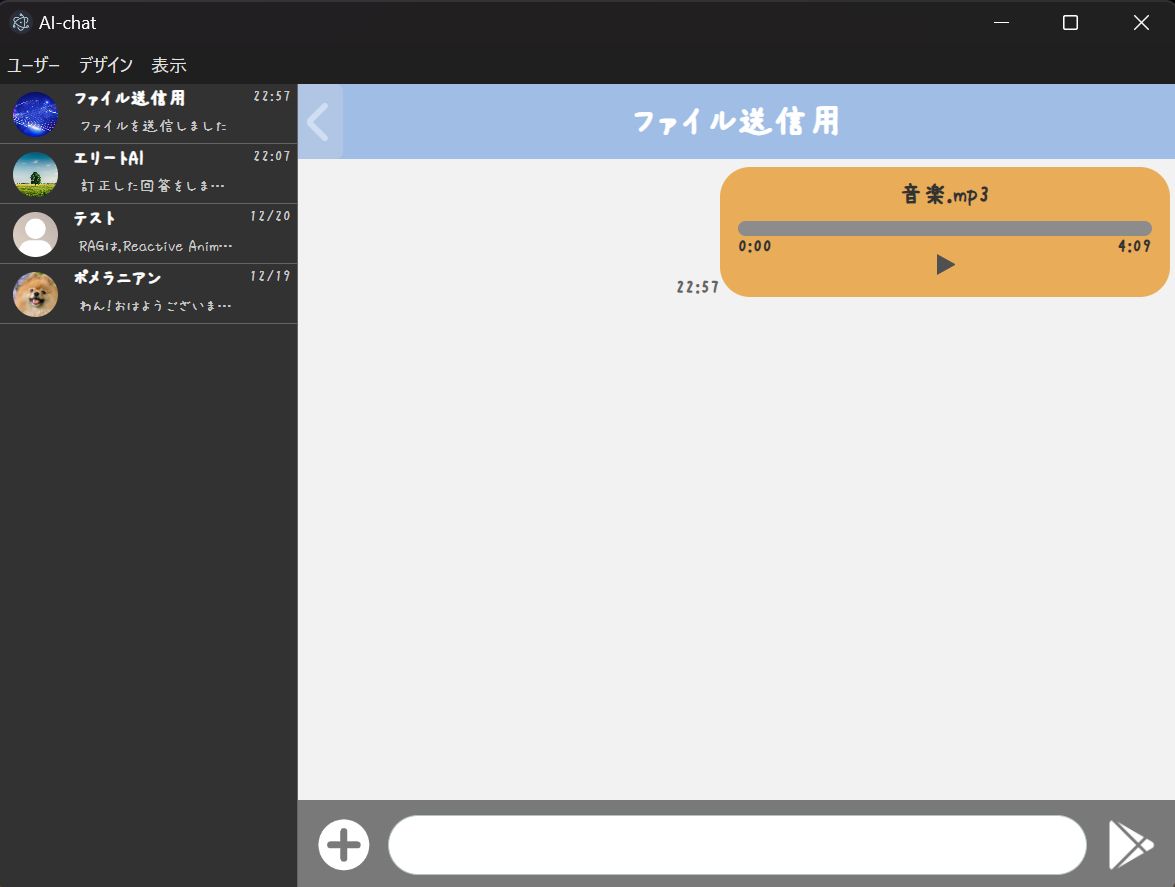 AI-chat
ユーザー デザイン 表示
ファイル送信用 22:57
ファイルを送信しました
エリートAI 22:07
訂正した回答をしま…
テスト 12/20
RAGは,Reactive Anim…
ポメラニアン 12/19
わん!おはようございま…
ファイル送信用
音楽.mp3
0:00 4:09
22:57